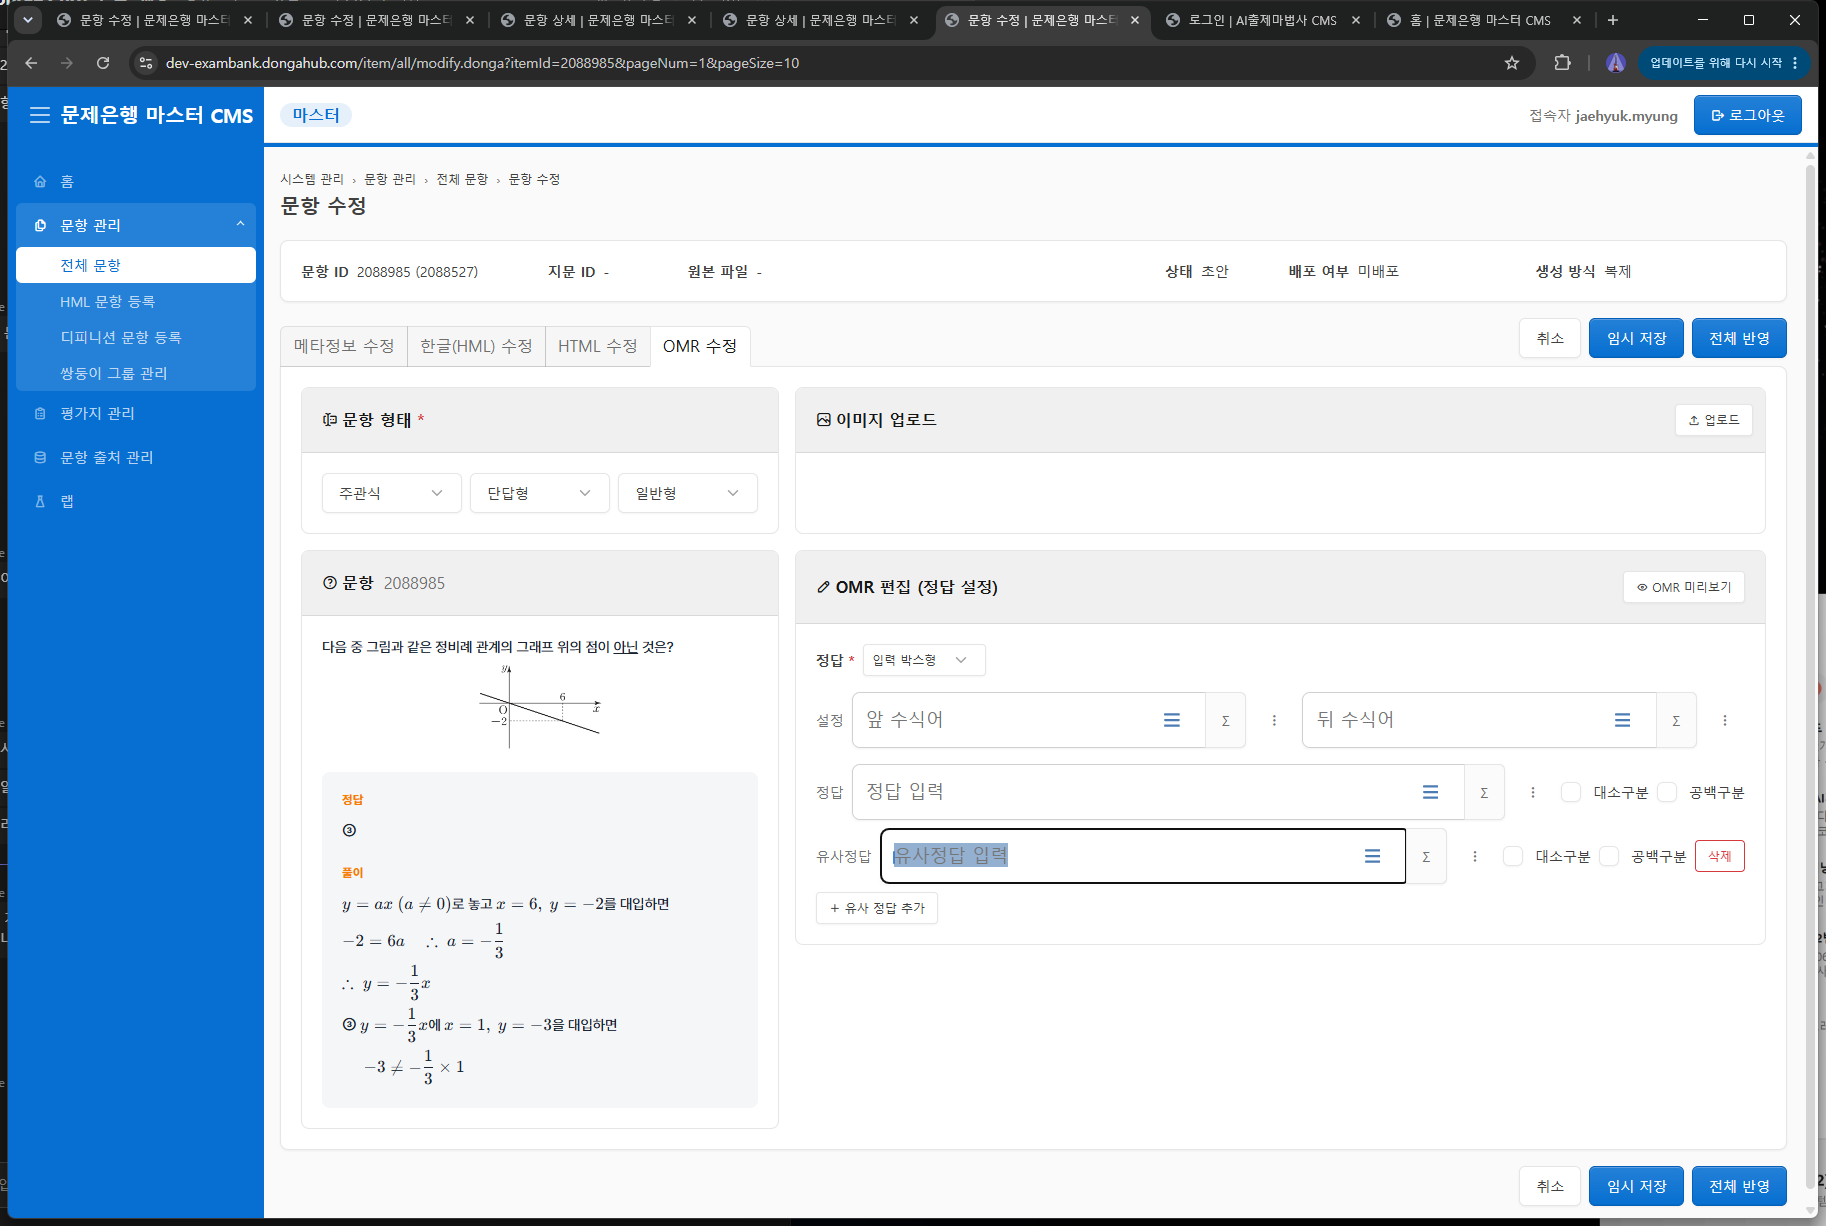 문항 수정 | 문제은행 마스터
문항 수정 | 문제은행 마스터
문항 상세 | 문제은행 마스터
문항 상세 | 문제은행 마스터
문항 수정 | 문제은행 마스터
로그인 | AI출제마법사 CMS
홈 | 문제은행 마스터 CMS
dev-exambank.dongahub.com/item/all/modify.donga?itemId=2088985&pageNum=1&pageSize=10
업데이트를 위해 다시 시작
문제은행 마스터 CMS
마스터
접속자 jaehyuk.myung
로그아웃
홈
문항 관리
전체 문항
HML 문항 등록
디피니션 문항 등록
쌍둥이 그룹 관리
평가지 관리
문항 출처 관리
랩
시스템 관리 › 문항 관리 › 전체 문항 › 문항 수정
문항 수정
문항 ID 2088985 (2088527)
지문 ID -
원본 파일 -
상태 초안
배포 여부 미배포
생성 방식 복제
메타정보 수정
한글(HML) 수정
HTML 수정
OMR 수정
취소
임시 저장
전체 반영
문항 형태 *
주관식
단답형
일반형
이미지 업로드
업로드
문항 2088985
다음 중 그림과 같은 정비례 관계의 그래프 위의 점이 아닌 것은?
y
6
O
x
−2
정답
③
풀이
y = ax (a ≠ 0)로 놓고 x = 6, y = −2를 대입하면
−2 = 6a ∴ a = −1/3
∴ y = −1/3 x
③ y = −1/3 x에 x = 1, y = −3을 대입하면
−3 ≠ −1/3 × 1
OMR 편집 (정답 설정)
OMR 미리보기
정답 * 입력 박스형
설정 앞 수식어 Σ 뒤 수식어 Σ
정답 정답 입력 Σ 대소구분 공백구분
유사정답 유사정답 입력 Σ 대소구분 공백구분 삭제
+ 유사 정답 추가
취소
임시 저장
전체 반영